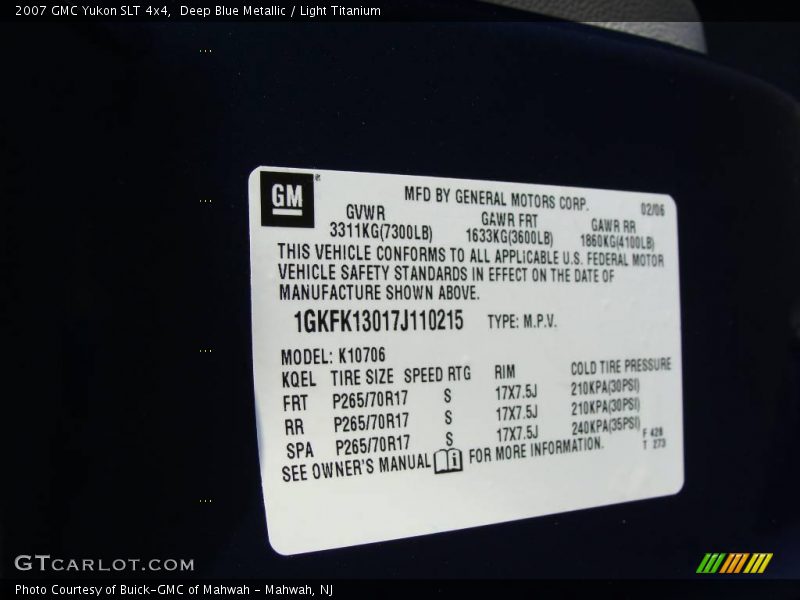 2007 GMC Yukon SLT 4x4, Deep Blue Metallic / Light Titanium
GM
MFD BY GENERAL MOTORS CORP. 02/06
GVWR GAWR FRT GAWR RR
3311KG(7300LB) 1633KG(3600LB) 1860KG(4100LB)
THIS VEHICLE CONFORMS TO ALL APPLICABLE U.S. FEDERAL MOTOR
VEHICLE SAFETY STANDARDS IN EFFECT ON THE DATE OF
MANUFACTURE SHOWN ABOVE.
1GKFK13017J110215 TYPE: M.P.V.
MODEL: K10706
KQEL TIRE SIZE SPEED RTG RIM COLD TIRE PRESSURE
FRT P265/70R17 S 17X7.5J 210KPA(30PSI)
RR P265/70R17 S 17X7.5J 210KPA(30PSI)
SPA P265/70R17 S 17X7.5J 240KPA(35PSI)
SEE OWNER'S MANUAL i FOR MORE INFORMATION.
F 428
T 273
GTCARLOT.COM
Photo Courtesy of Buick-GMC of Mahwah - Mahwah, NJ